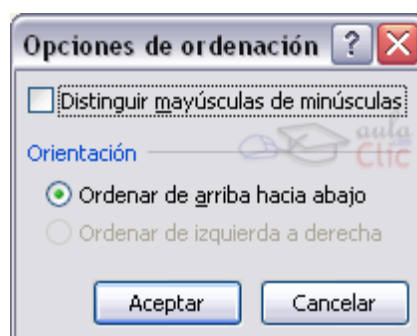 Opciones de ordenación
Distinguir mayúsculas de minúsculas
aula
Clic
Orientación
Ordenar de arriba hacia abajo
Ordenar de izquierda a derecha
Aceptar
Cancelar